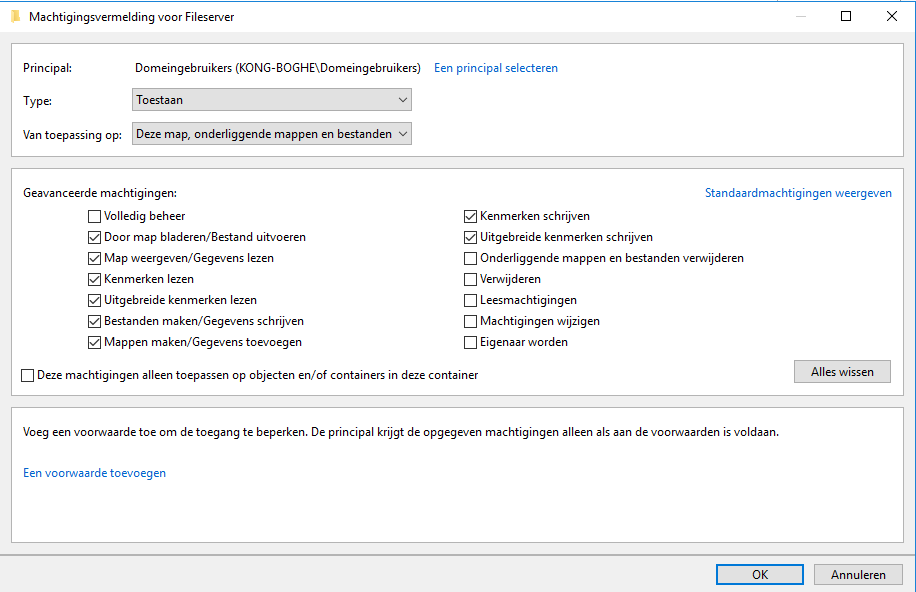 Machtigingsvermelding voor Fileserver
Principal: Domeingebruikers (KONG-BOGHE\Domeingebruikers) Een principal selecteren
Type: Toestaan
Van toepassing op: Deze map, onderliggende mappen en bestanden
Geavanceerde machtigingen: Standaardmachtigingen weergeven
Volledig beheer
Door map bladeren/Bestand uitvoeren
Map weergeven/Gegevens lezen
Kenmerken lezen
Uitgebreide kenmerken lezen
Bestanden maken/Gegevens schrijven
Mappen maken/Gegevens toevoegen
Kenmerken schrijven
Uitgebreide kenmerken schrijven
Onderliggende mappen en bestanden verwijderen
Verwijderen
Leesmachtigingen
Machtigingen wijzigen
Eigenaar worden
Deze machtigingen alleen toepassen op objecten en/of containers in deze container
Alles wissen
Voeg een voorwaarde toe om de toegang te beperken. De principal krijgt de opgegeven machtigingen alleen als aan de voorwaarden is voldaan.
Een voorwaarde toevoegen
OK Annuleren